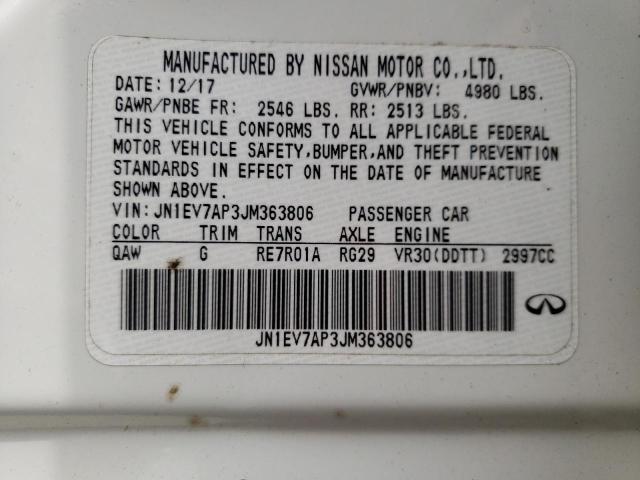 MANUFACTURED BY NISSAN MOTOR CO.,LTD.
DATE: 12/17 GVWR/PNBV: 4980 LBS.
GAWR/PNBE FR: 2546 LBS. RR: 2513 LBS.
THIS VEHICLE CONFORMS TO ALL APPLICABLE FEDERAL
MOTOR VEHICLE SAFETY,BUMPER,AND THEFT PREVENTION
STANDARDS IN EFFECT ON THE DATE OF MANUFACTURE
SHOWN ABOVE.
VIN:JN1EV7AP3JM363806 PASSENGER CAR
COLOR TRIM TRANS AXLE ENGINE
QAW G RE7R01A RG29 VR30(DDTT) 2997CC
JN1EV7AP3JM363806